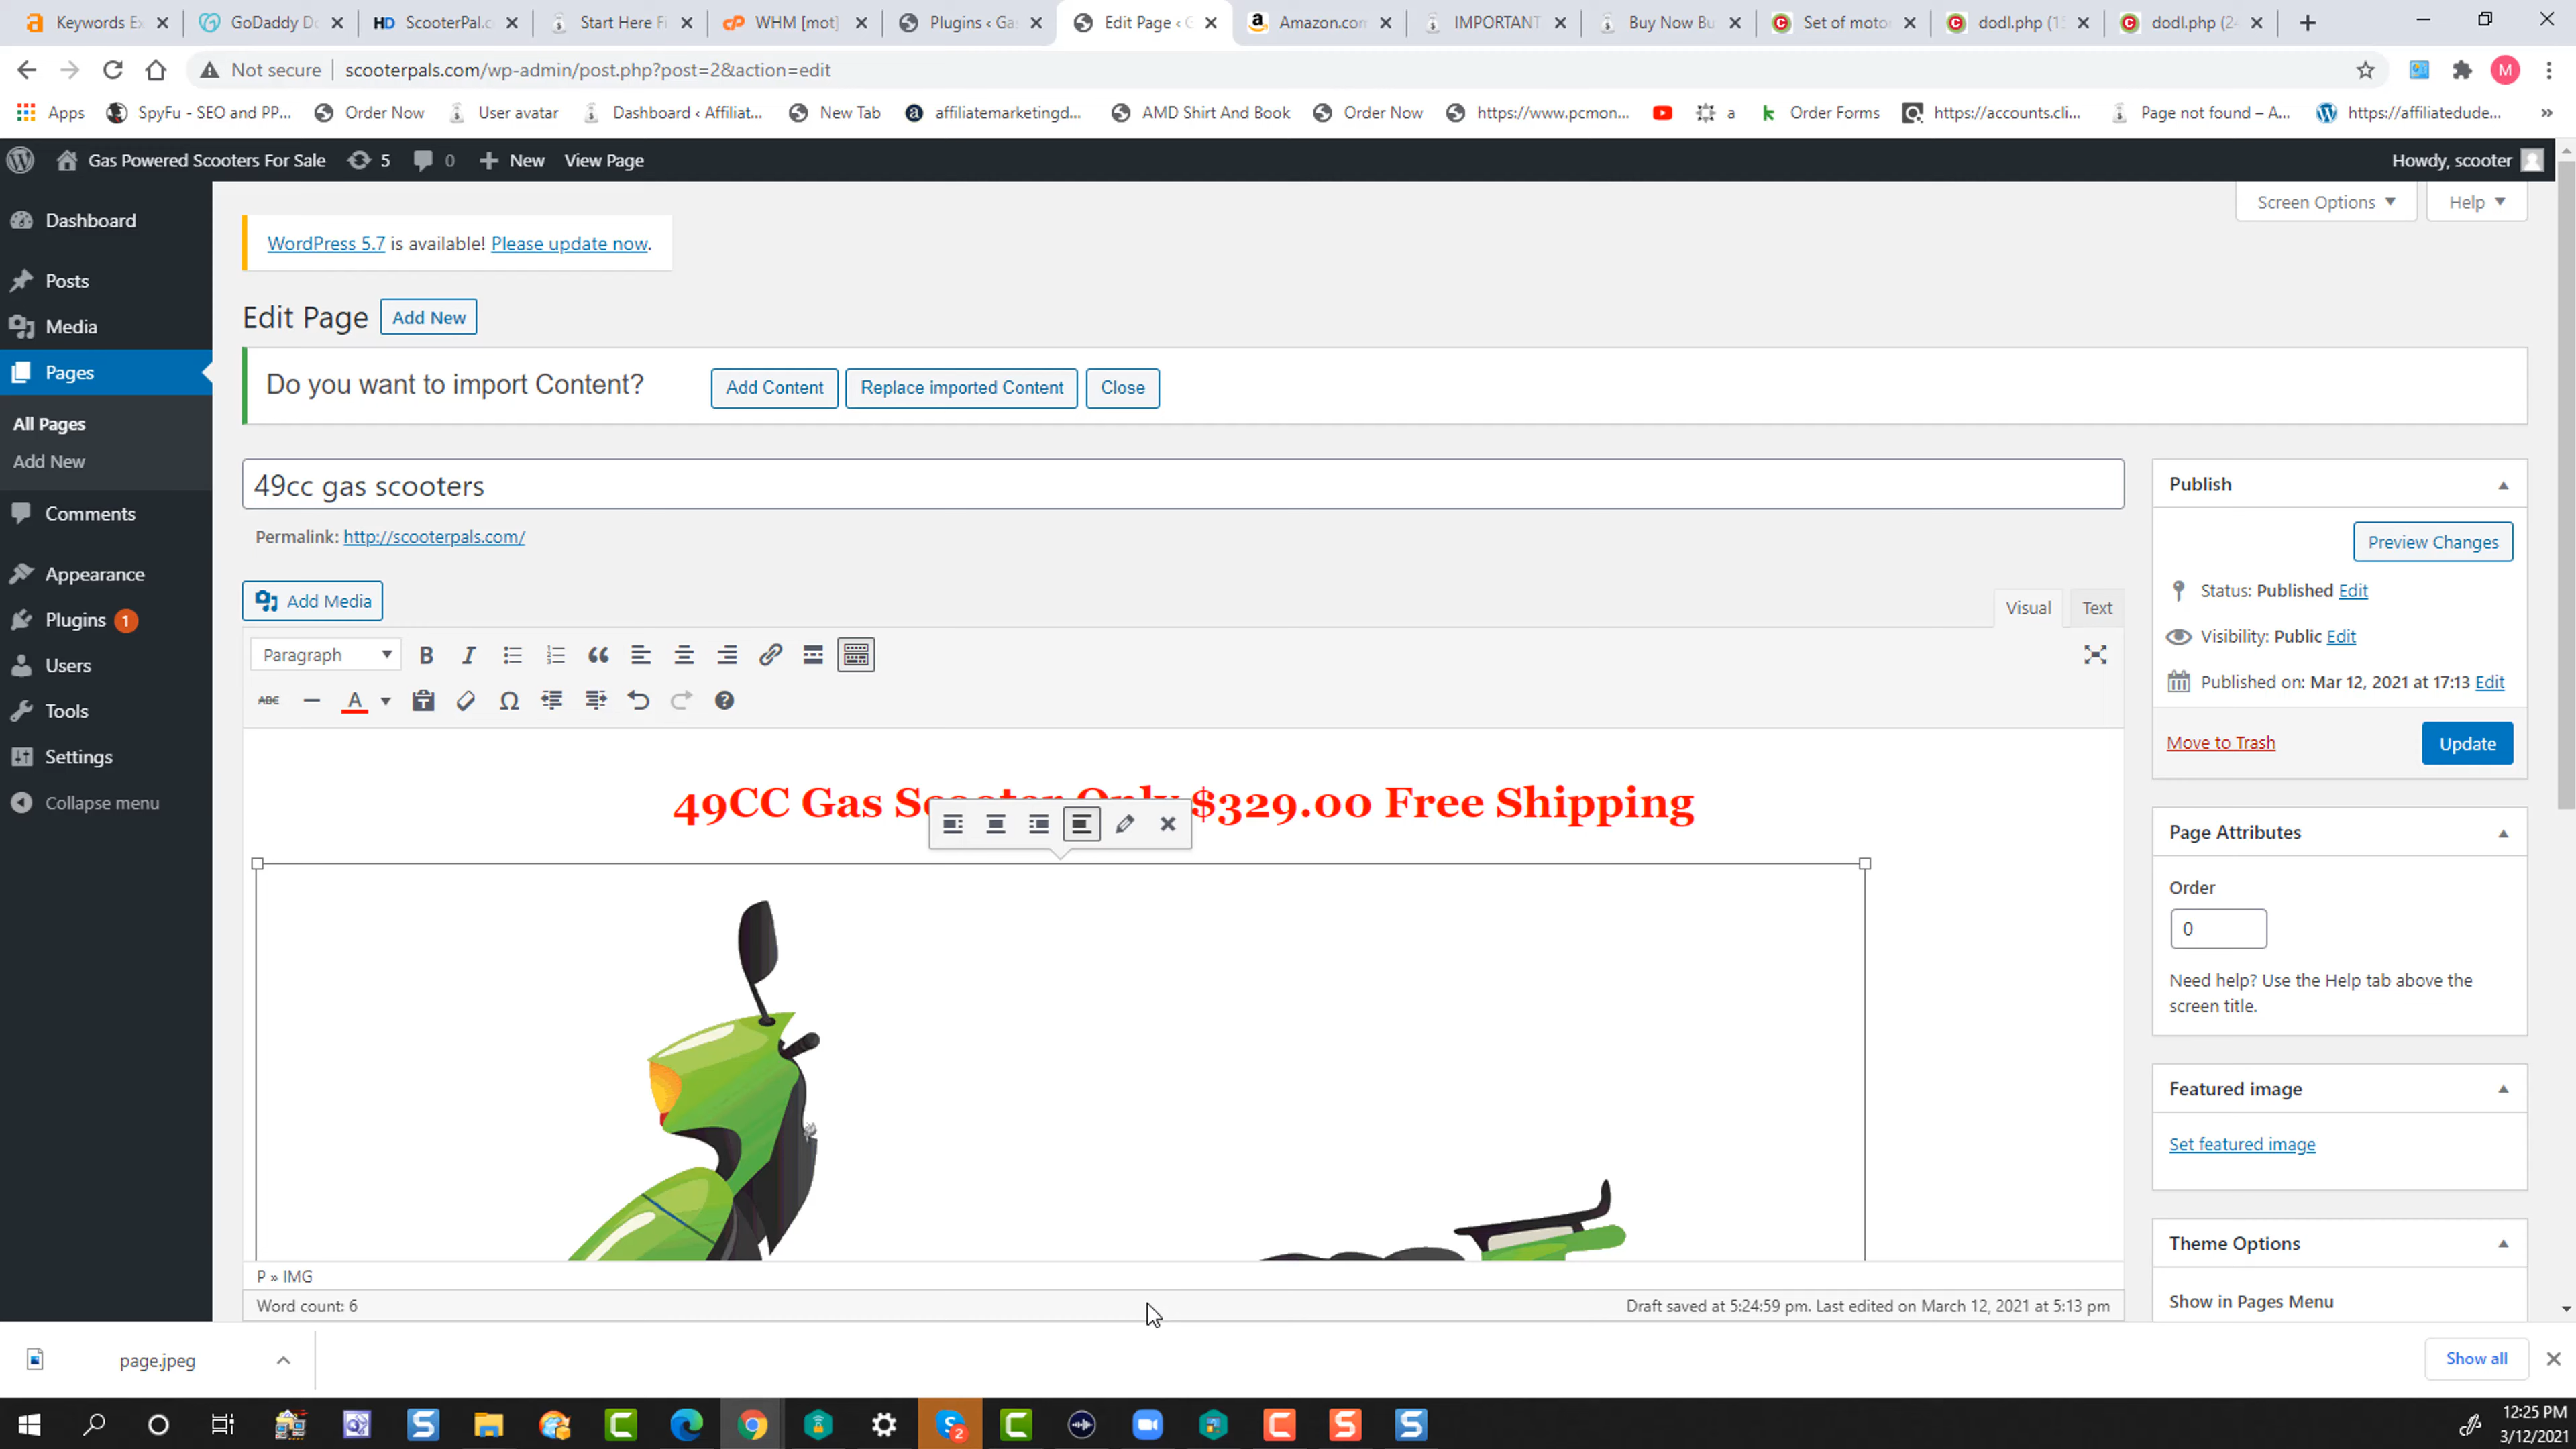 Keywords Ex
GoDaddy Do
HD ScooterPal.c
Start Here Fi
cP WHM [mot]
Plugins ‹ Ga
Edit Page ‹ G
Amazon.com
IMPORTANT
Buy Now Bu
Set of moto
dodl.php (15
dodl.php (24
Not secure
scooterpals.com/wp-admin/post.php?post=2&action=edit
M
Apps
SpyFu - SEO and PP...
Order Now
User avatar
Dashboard ‹ Affiliat...
New Tab
affiliatemarketingd...
AMD Shirt And Book
Order Now
https://www.pcmon...
a
Order Forms
https://accounts.cli...
Page not found – A...
https://affiliatedude...
»
Gas Powered Scooters For Sale
5
0
+ New
View Page
Howdy, scooter
Dashboard
Posts
Media
Pages
All Pages
Add New
Comments
Appearance
Plugins 1
Users
Tools
Settings
Collapse menu
Screen Options
Help
WordPress 5.7 is available! Please update now.
Edit Page
Add New
Do you want to import Content?
Add Content
Replace imported Content
Close
49cc gas scooters
Permalink: http://scooterpals.com/
Add Media
Visual
Text
Paragraph
B I
ABC
A
Ω
49CC Gas Scooter Only $329.00 Free Shipping
P » IMG
Word count: 6
Draft saved at 5:24:59 pm. Last edited on March 12, 2021 at 5:13 pm
Publish
Preview Changes
Status: Published Edit
Visibility: Public Edit
Published on: Mar 12, 2021 at 17:13 Edit
Move to Trash
Update
Page Attributes
Order
0
Need help? Use the Help tab above the
screen title.
Featured image
Set featured image
Theme Options
Show in Pages Menu
page.jpeg
Show all
2
12:25 PM
3/12/2021